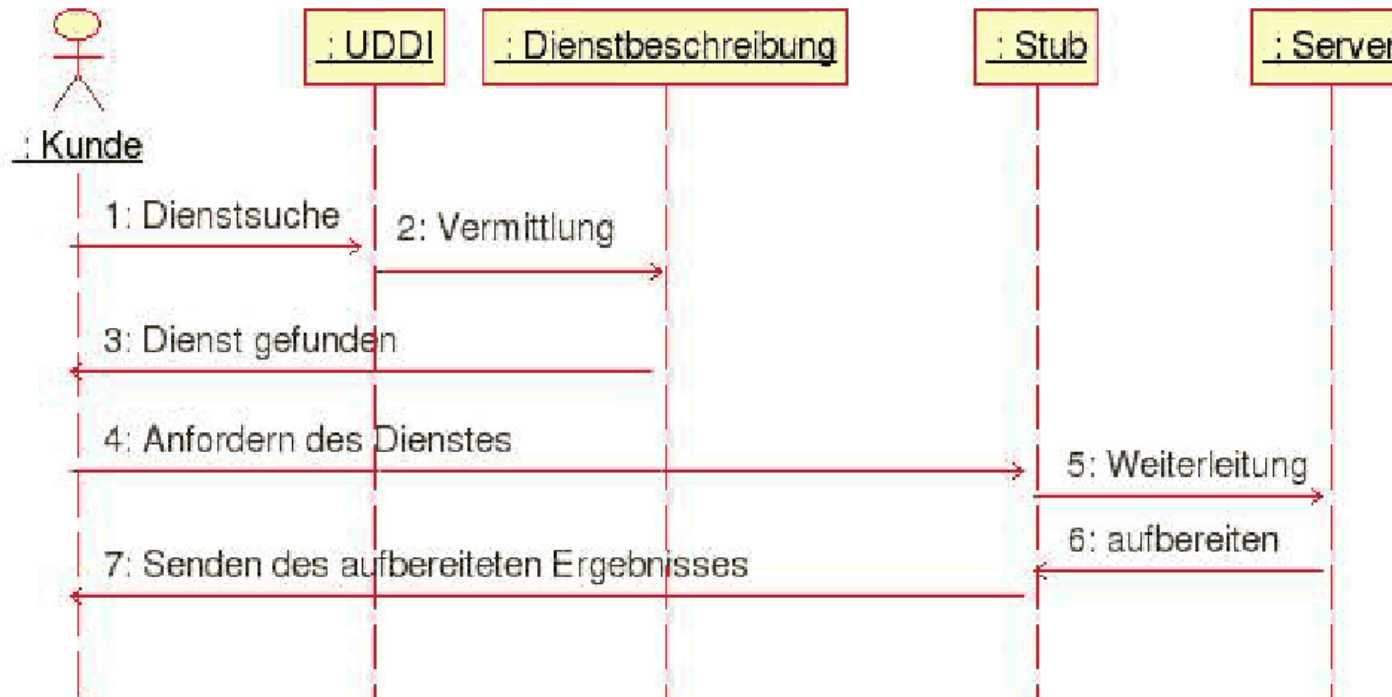 : UDDI
: Dienstbeschreibung
: Stub
: Server
: Kunde
1: Dienstsuche
2: Vermittlung
3: Dienst gefunden
4: Anfordern des Dienstes
5: Weiterleitung
6: aufbereiten
7: Senden des aufbereiteten Ergebnisses